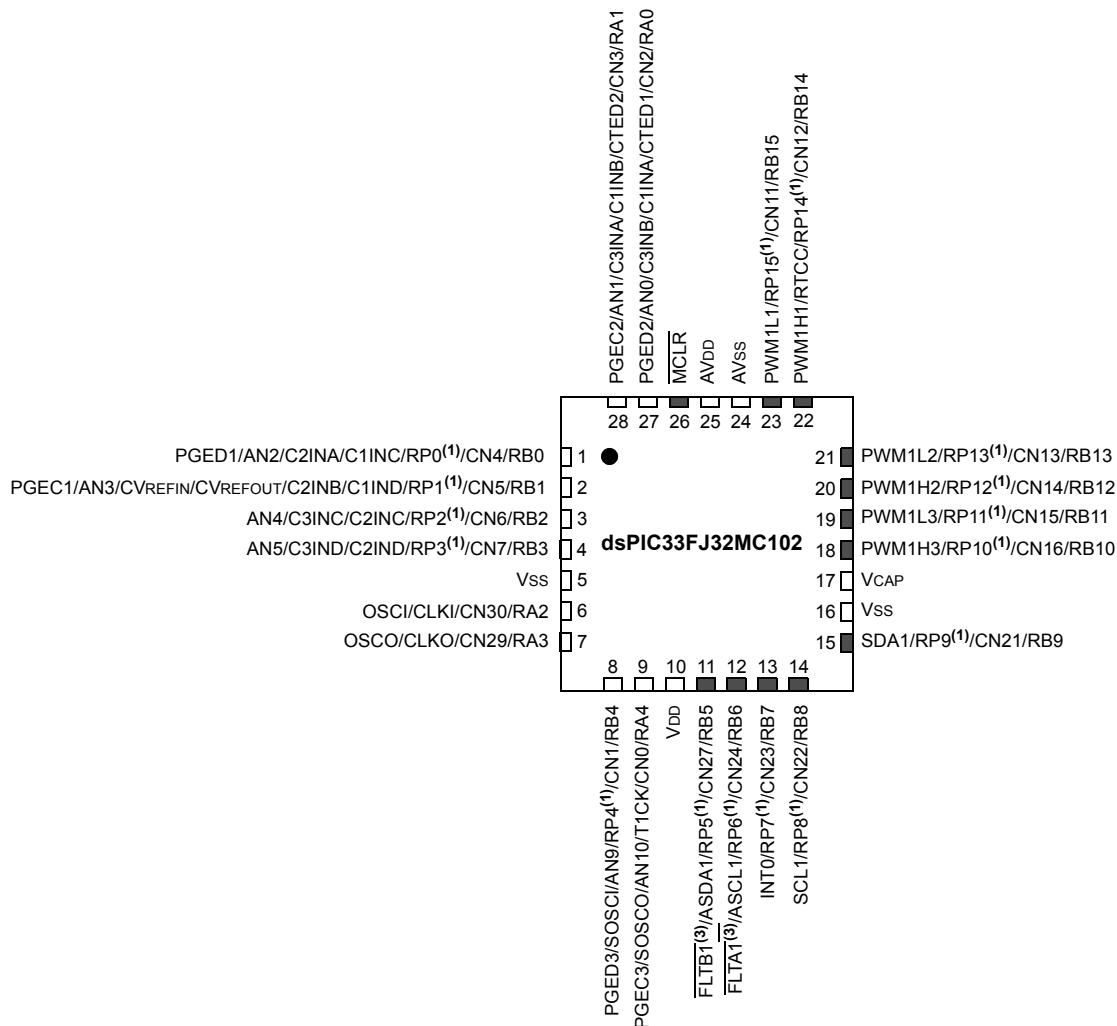 PGEC2/AN1/C3INA/C1INB/CTED2/CN3/RA1
PGED2/AN0/C3INB/C1INA/CTED1/CN2/RA0
MCLR
AVDD
AVSS
PWM1L1/RP15(1)/CN11/RB15
PWM1H1/RTCC/RP14(1)/CN12/RB14
28 27 26 25 24 23 22
PGED1/AN2/C2INA/C1INC/RP0(1)/CN4/RB0 1
PGEC1/AN3/CVREFIN/CVREFOUT/C2INB/C1IND/RP1(1)/CN5/RB1 2
AN4/C3INC/C2INC/RP2(1)/CN6/RB2 3
AN5/C3IND/C2IND/RP3(1)/CN7/RB3 4
VSS 5
OSCI/CLKI/CN30/RA2 6
OSCO/CLKO/CN29/RA3 7
dsPIC33FJ32MC102
21 PWM1L2/RP13(1)/CN13/RB13
20 PWM1H2/RP12(1)/CN14/RB12
19 PWM1L3/RP11(1)/CN15/RB11
18 PWM1H3/RP10(1)/CN16/RB10
17 VCAP
16 VSS
15 SDA1/RP9(1)/CN21/RB9
8 9 10 11 12 13 14
PGED3/SOSCI/AN9/RP4(1)/CN1/RB4
PGEC3/SOSCO/AN10/T1CK/CN0/RA4
VDD
FLTB1(3)/ASDA1/RP5(1)/CN27/RB5
FLTA1(3)/ASCL1/RP6(1)/CN24/RB6
INT0/RP7(1)/CN23/RB7
SCL1/RP8(1)/CN22/RB8